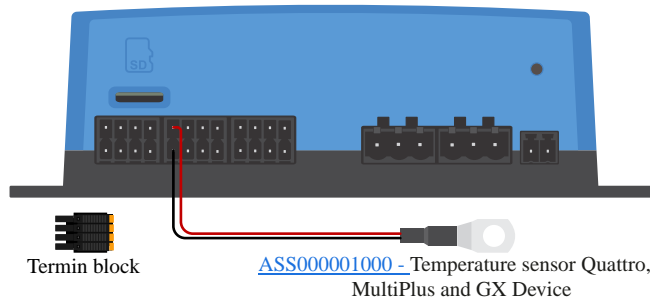 SD
Termin block
ASS000001000 - Temperature sensor Quattro,
MultiPlus and GX Device